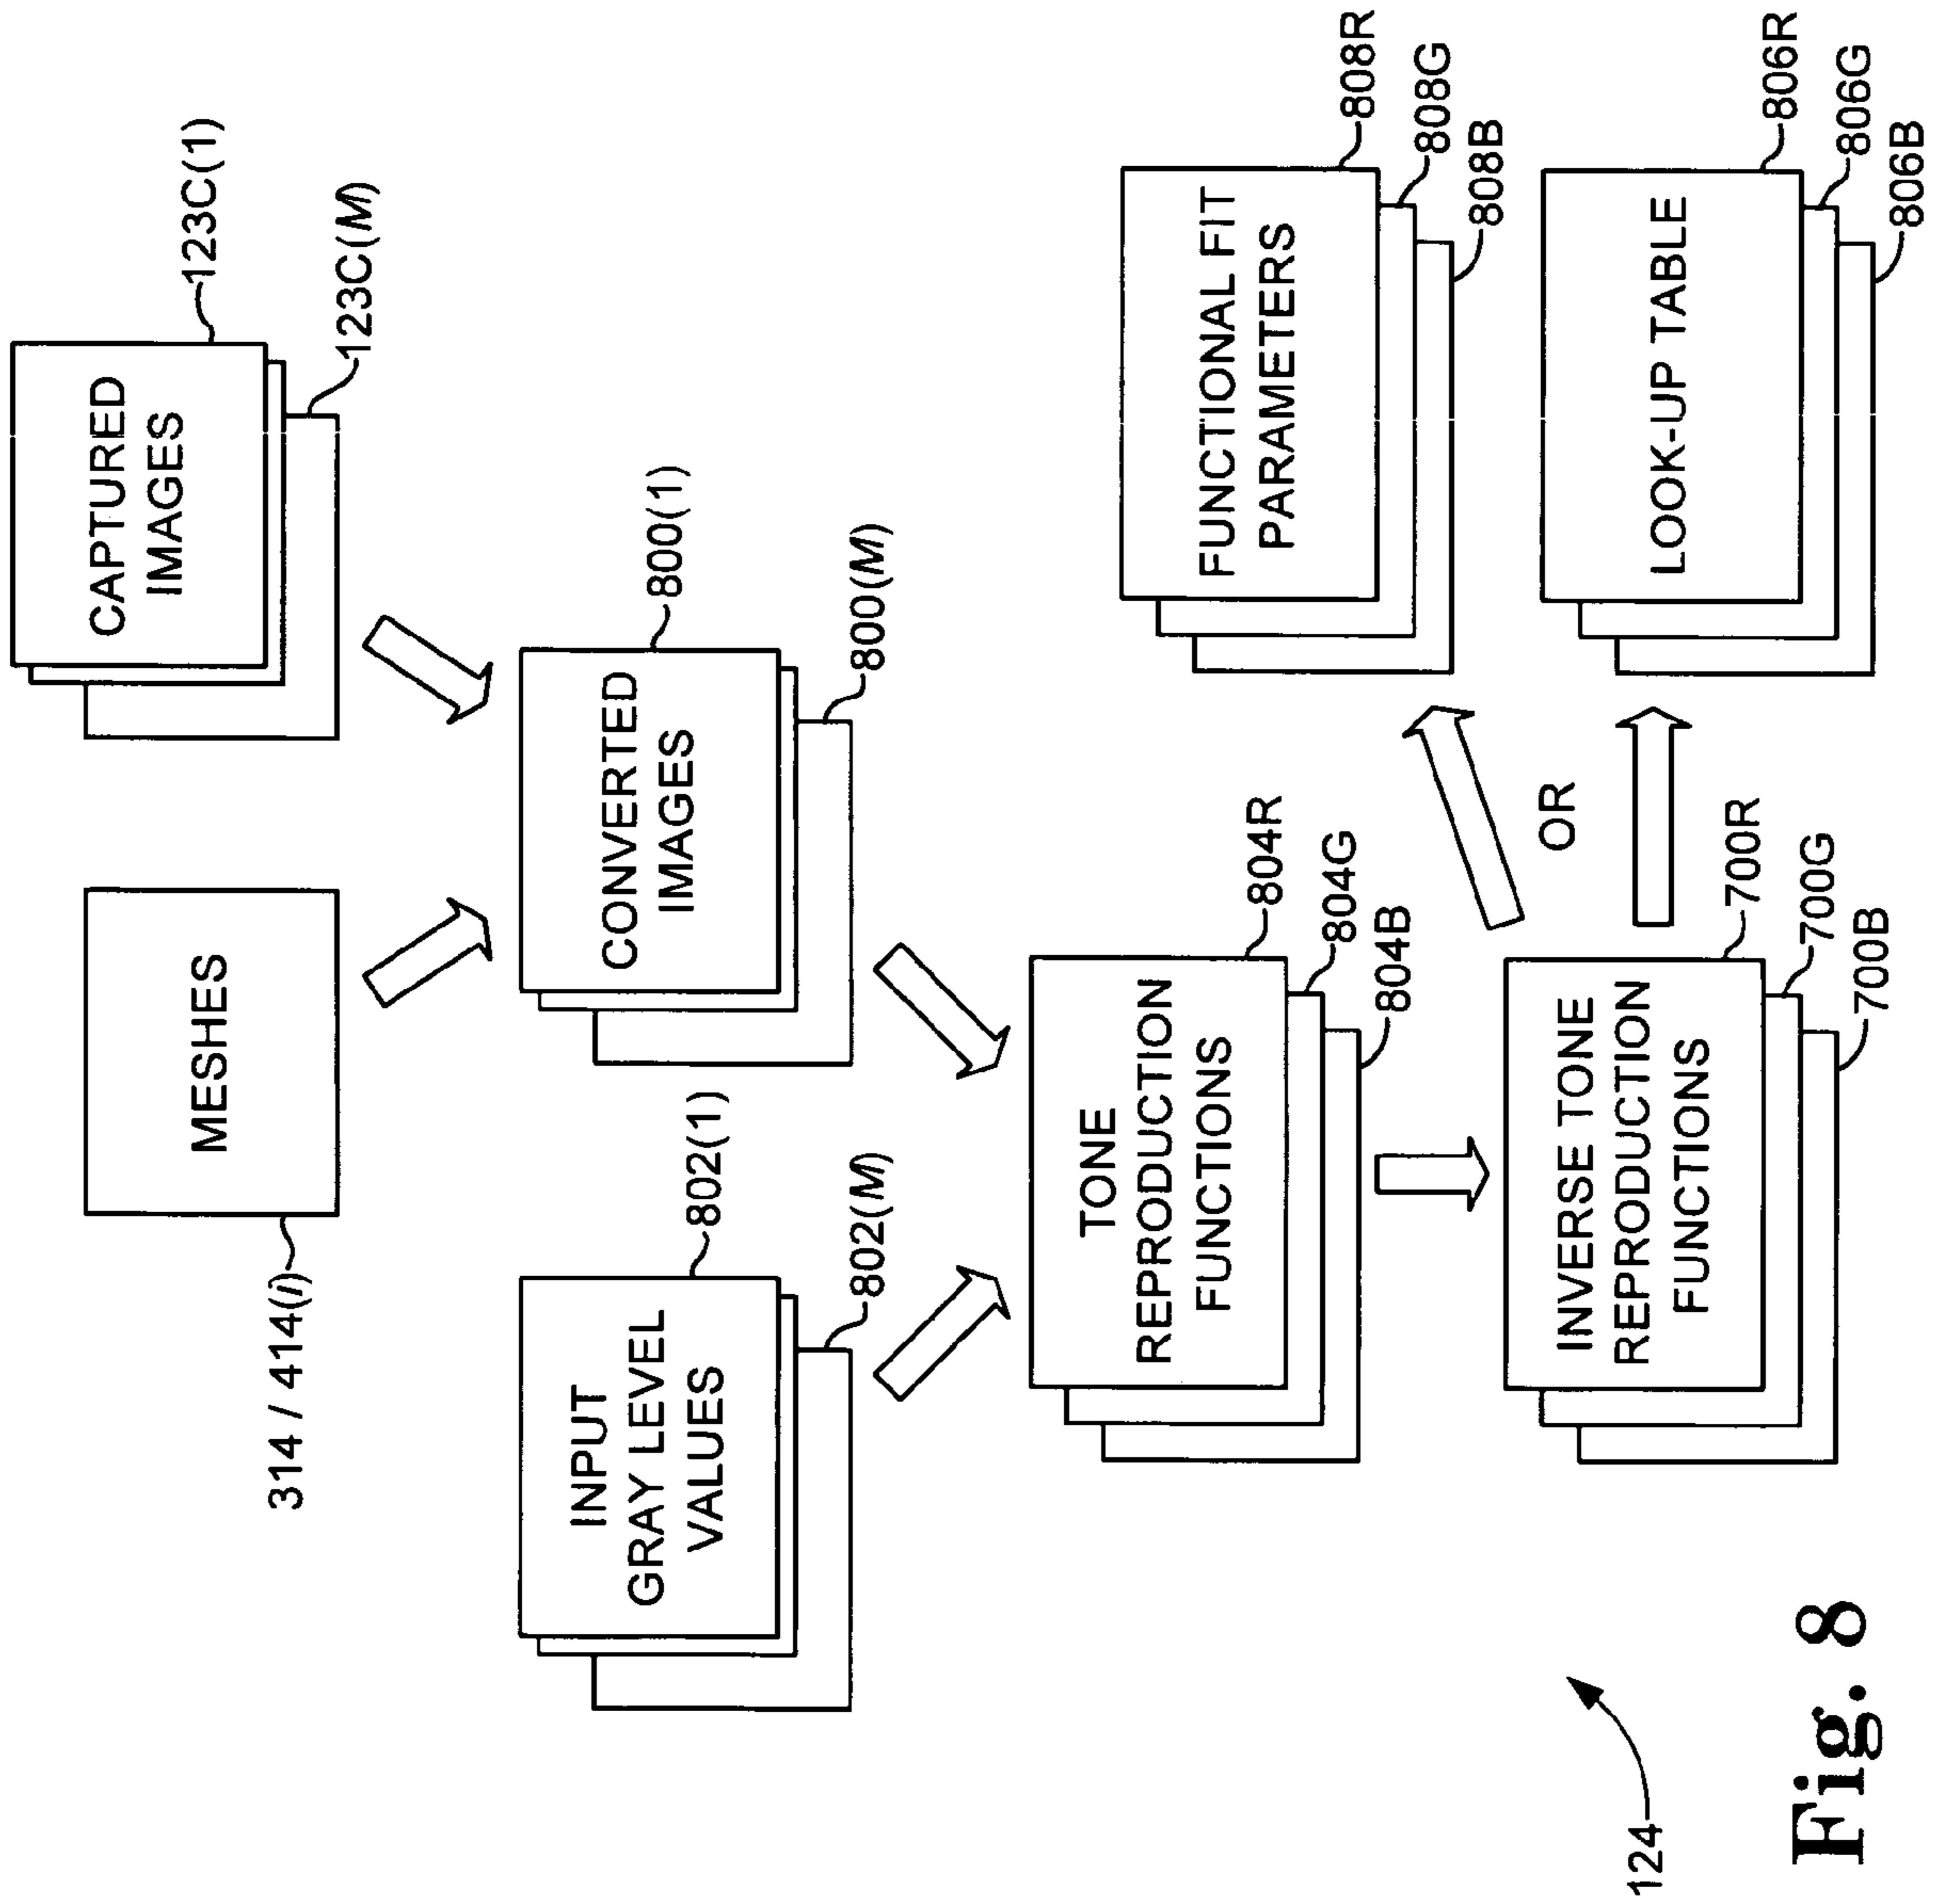 MESHES
314 / 414(i)
CAPTURED
IMAGES
123C(1)
123C(M)
INPUT
GRAY LEVEL
VALUES
802(1)
802(M)
CONVERTED
IMAGES
800(1)
800(M)
TONE
REPRODUCTION
FUNCTIONS
804R
804G
804B
INVERSE TONE
REPRODUCTION
FUNCTIONS
700R
700G
700B
OR
FUNCTIONAL FIT
PARAMETERS
808R
808G
808B
LOOK-UP TABLE
806R
806G
806B
124
Fig. 8